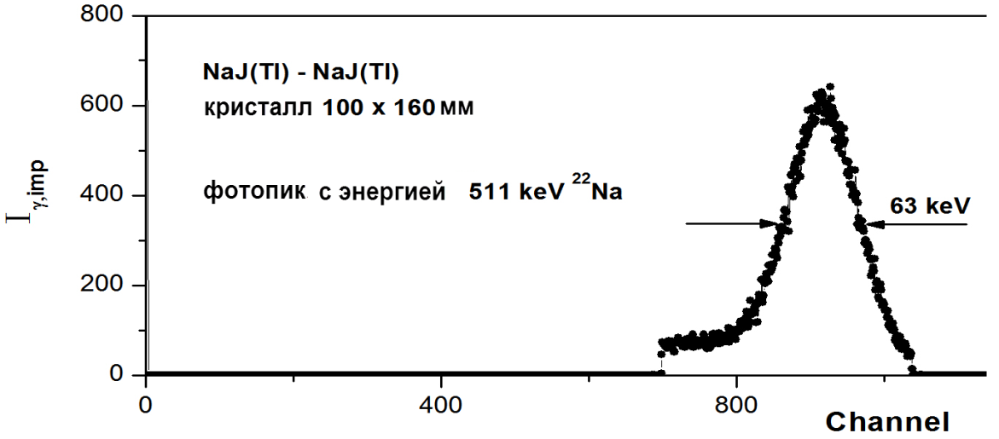 800
600
400
200
0
I γ,imp
NaJ(Tl) - NaJ(Tl)
кристалл 100 x 160 мм
фотопик с энергией 511 keV ²²Na
63 keV
0 400 800
Channel